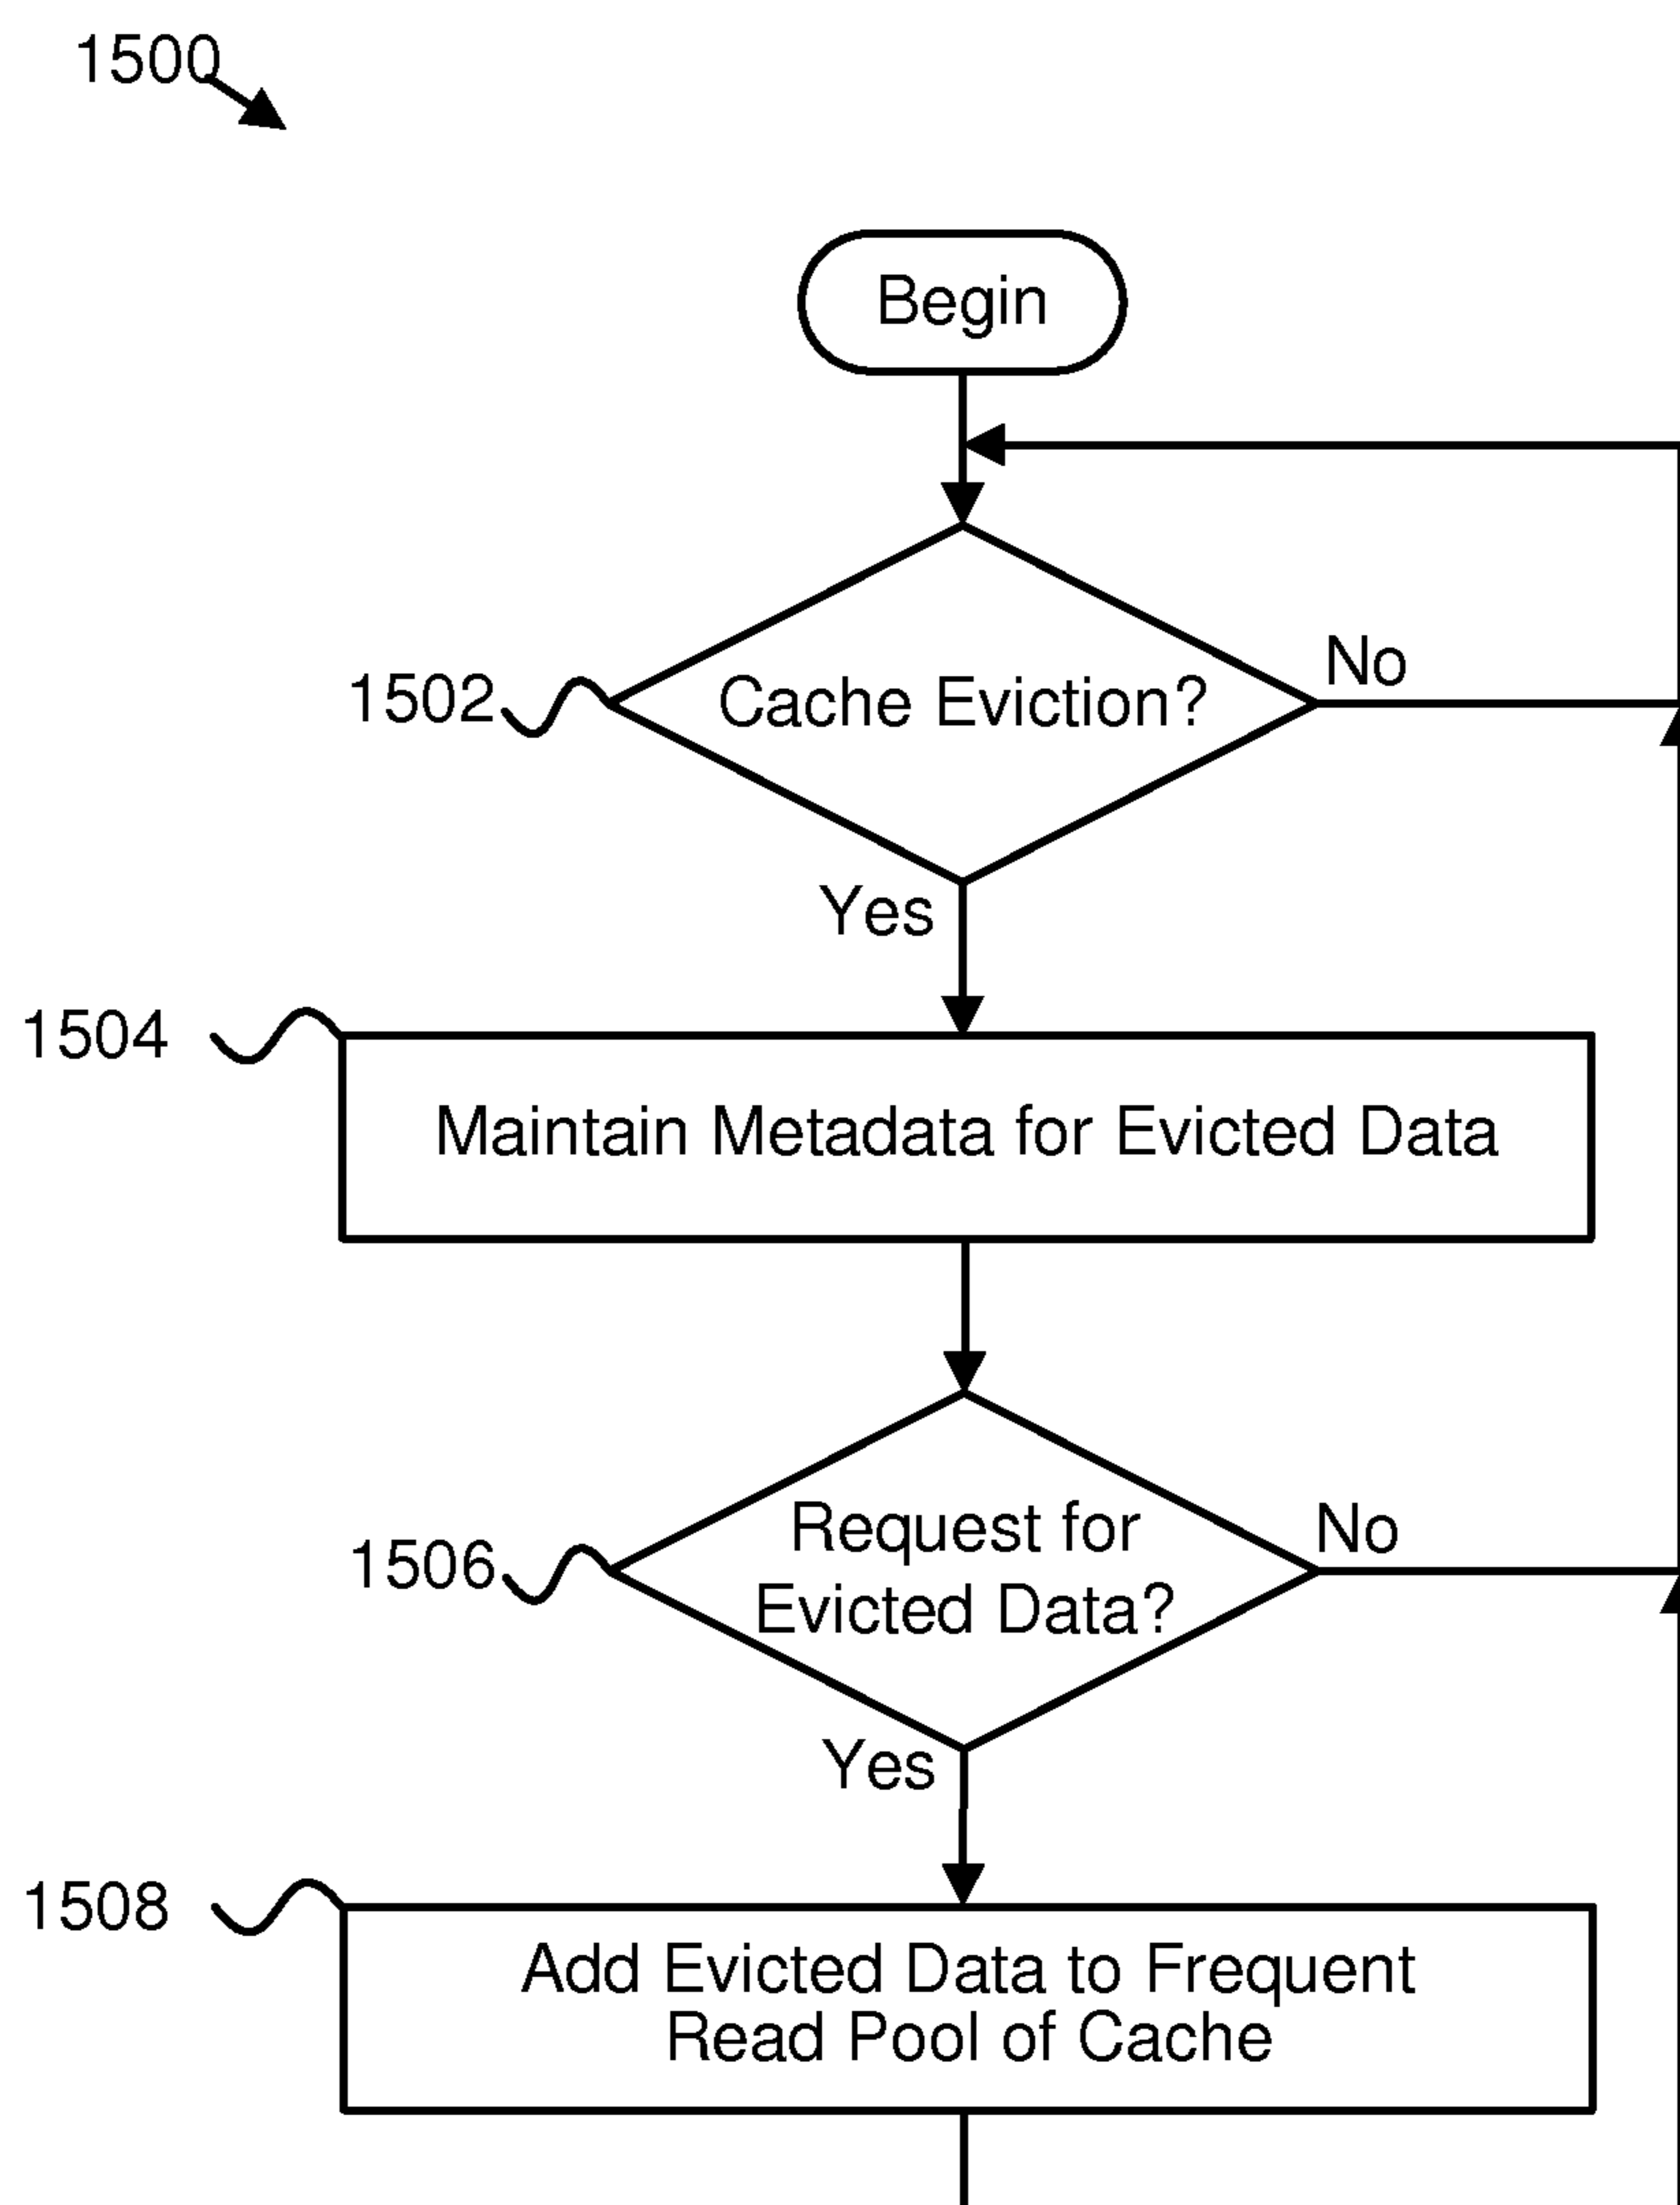 1500
Begin
1502
Cache Eviction?
No
Yes
1504
Maintain Metadata for Evicted Data
1506
Request for
Evicted Data?
No
Yes
1508
Add Evicted Data to Frequent
Read Pool of Cache